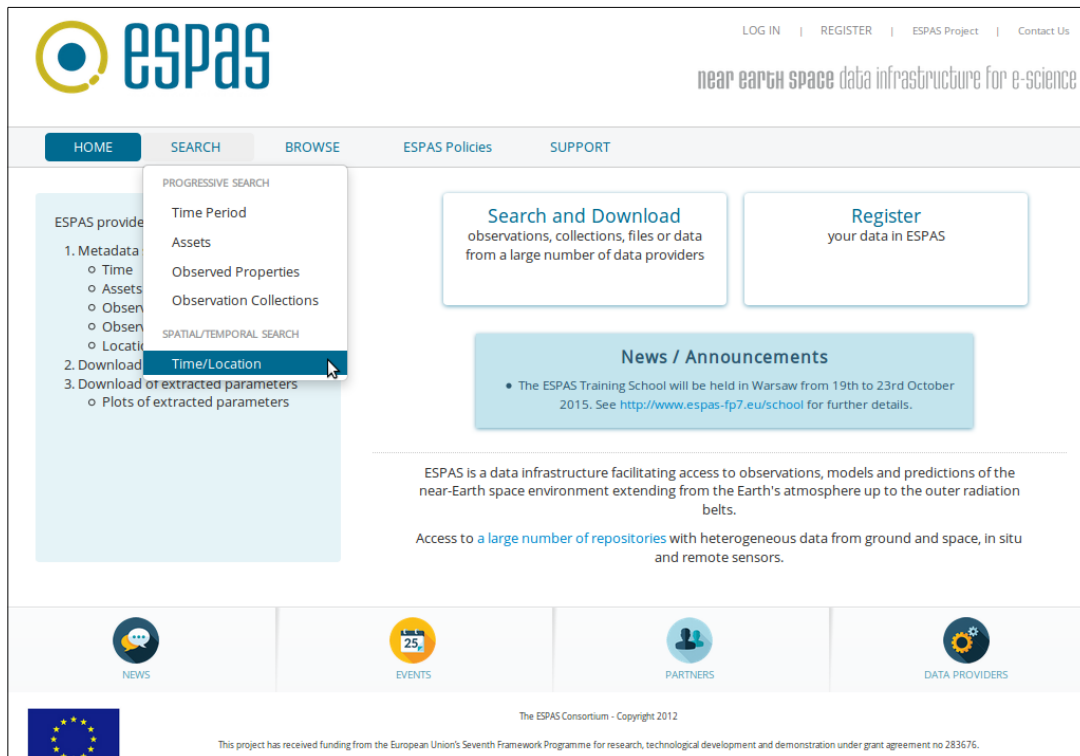 espas
LOG IN | REGISTER | ESPAS Project | Contact Us
near earth space data infrastructure for e-science
HOME SEARCH BROWSE ESPAS Policies SUPPORT
PROGRESSIVE SEARCH
Time Period
Assets
Observed Properties
Observation Collections
SPATIAL/TEMPORAL SEARCH
Time/Location
ESPAS provide
1. Metadata
Time
Assets
Obser
Obser
Locati
2. Download
3. Download of extracted parameters
Plots of extracted parameters
Search and Download
observations, collections, files or data
from a large number of data providers
Register
your data in ESPAS
News / Announcements
• The ESPAS Training School will be held in Warsaw from 19th to 23rd October
2015. See http://www.espas-fp7.eu/school for further details.
ESPAS is a data infrastructure facilitating access to observations, models and predictions of the
near-Earth space environment extending from the Earth's atmosphere up to the outer radiation
belts.
Access to a large number of repositories with heterogeneous data from ground and space, in situ
and remote sensors.
25
NEWS EVENTS PARTNERS DATA PROVIDERS
The ESPAS Consortium - Copyright 2012
This project has received funding from the European Union's Seventh Framework Programme for research, technological development and demonstration under grant agreement no 283676.